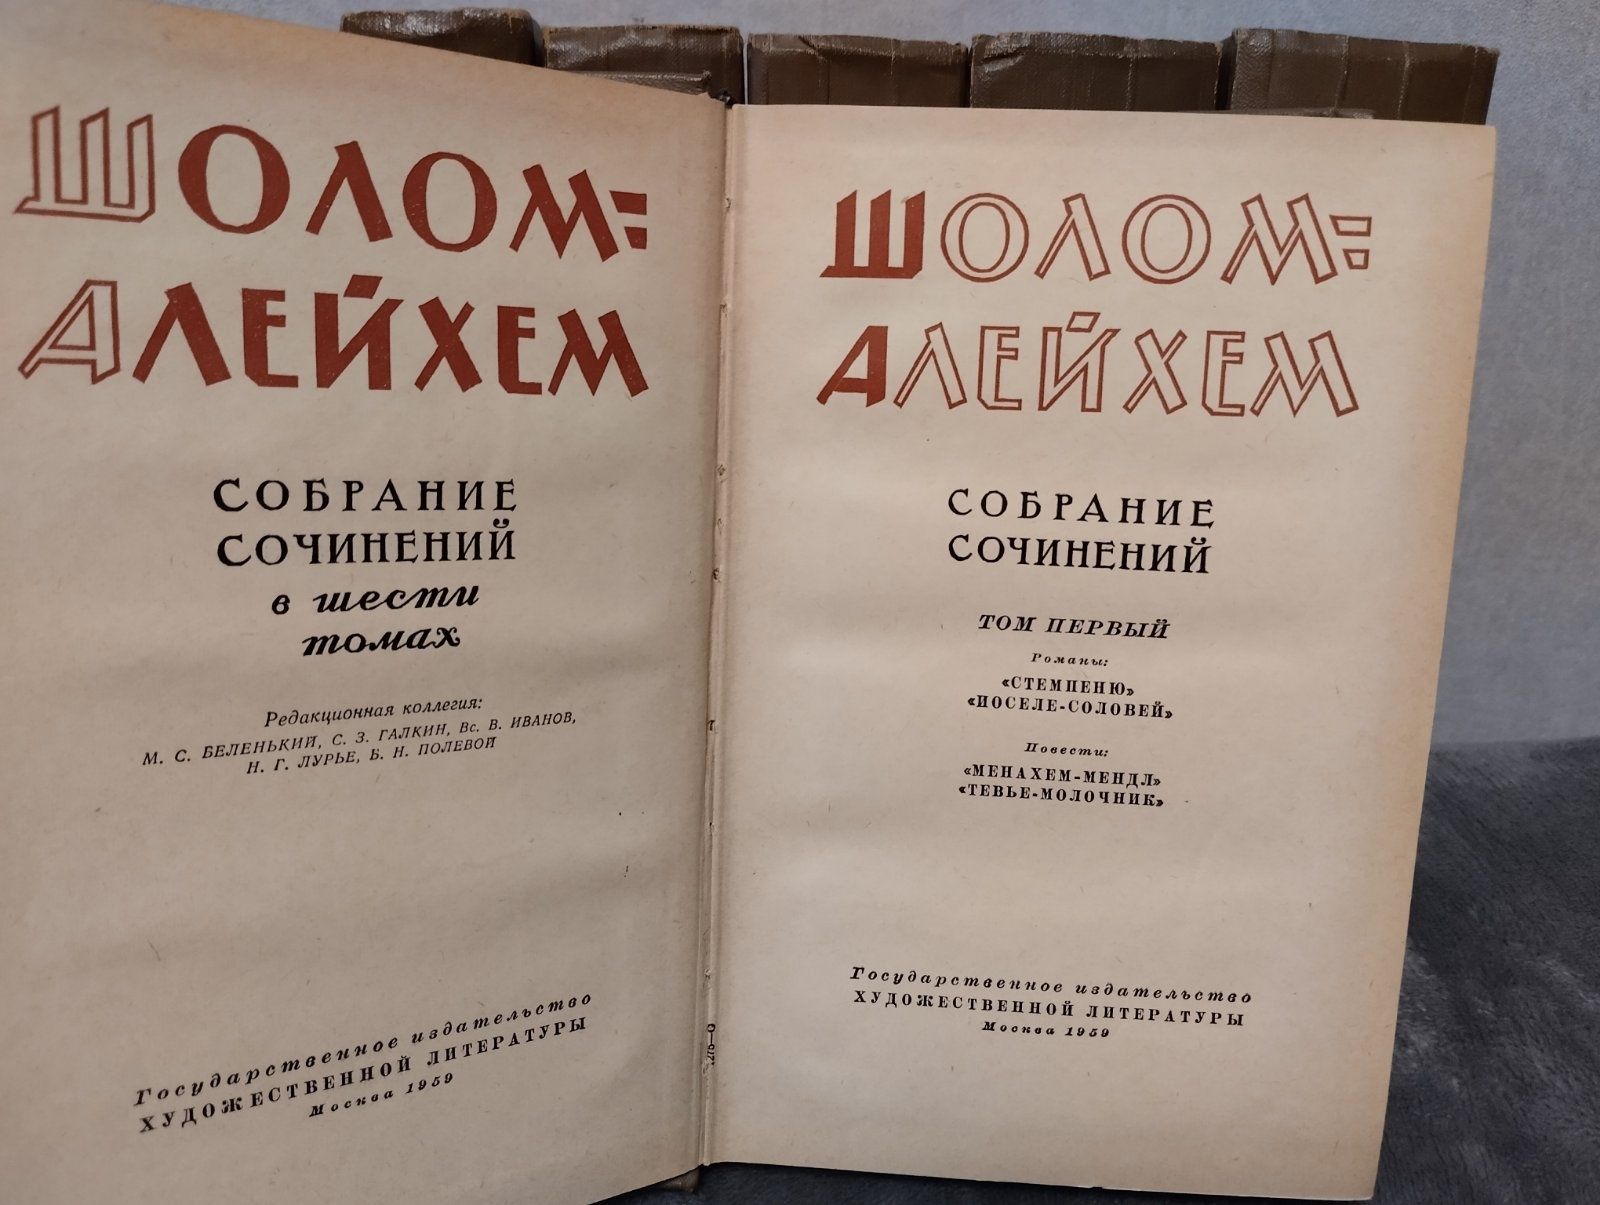 ШОЛОМ-
АЛЕЙХЕМ
СОБРАНИЕ
СОЧИНЕНИЙ
в шести
томах
Редакционная коллегия:
М. С. БЕЛЕНЬКИЙ, С. З. ГАЛКИН, Вс. В. ИВАНОВ,
Н. Г. ЛУРЬЕ, Б. Н. ПОЛЕВОЙ
Государственное издательство
ХУДОЖЕСТВЕННОЙ ЛИТЕРАТУРЫ
Москва 1959
ШОЛОМ-
АЛЕЙХЕМ
СОБРАНИЕ
СОЧИНЕНИЙ
ТОМ ПЕРВЫЙ
Романы:
«СТЕМПЕНЮ»
«ИОСЕЛЕ-СОЛОВЕЙ»
Повести:
«МЕНАХЕМ-МЕНДЛ»
«ТЕВЬЕ-МОЛОЧНИК»
Государственное издательство
ХУДОЖЕСТВЕННОЙ ЛИТЕРАТУРЫ
Москва 1959